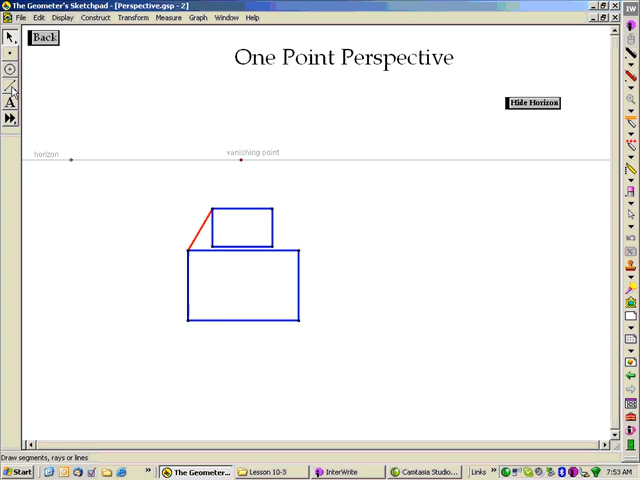 The Geometer's Sketchpad - [Perspective.gsp - 2]
File Edit Display Construct Transform Measure Graph Window Help
Back
One Point Perspective
Hide Horizon
horizon
vanishing point
A
Draw segments, rays or lines
Start
The Geometer...
Lesson 10-3
InterWrite
Camtasia Studio...
Links
7:53 AM